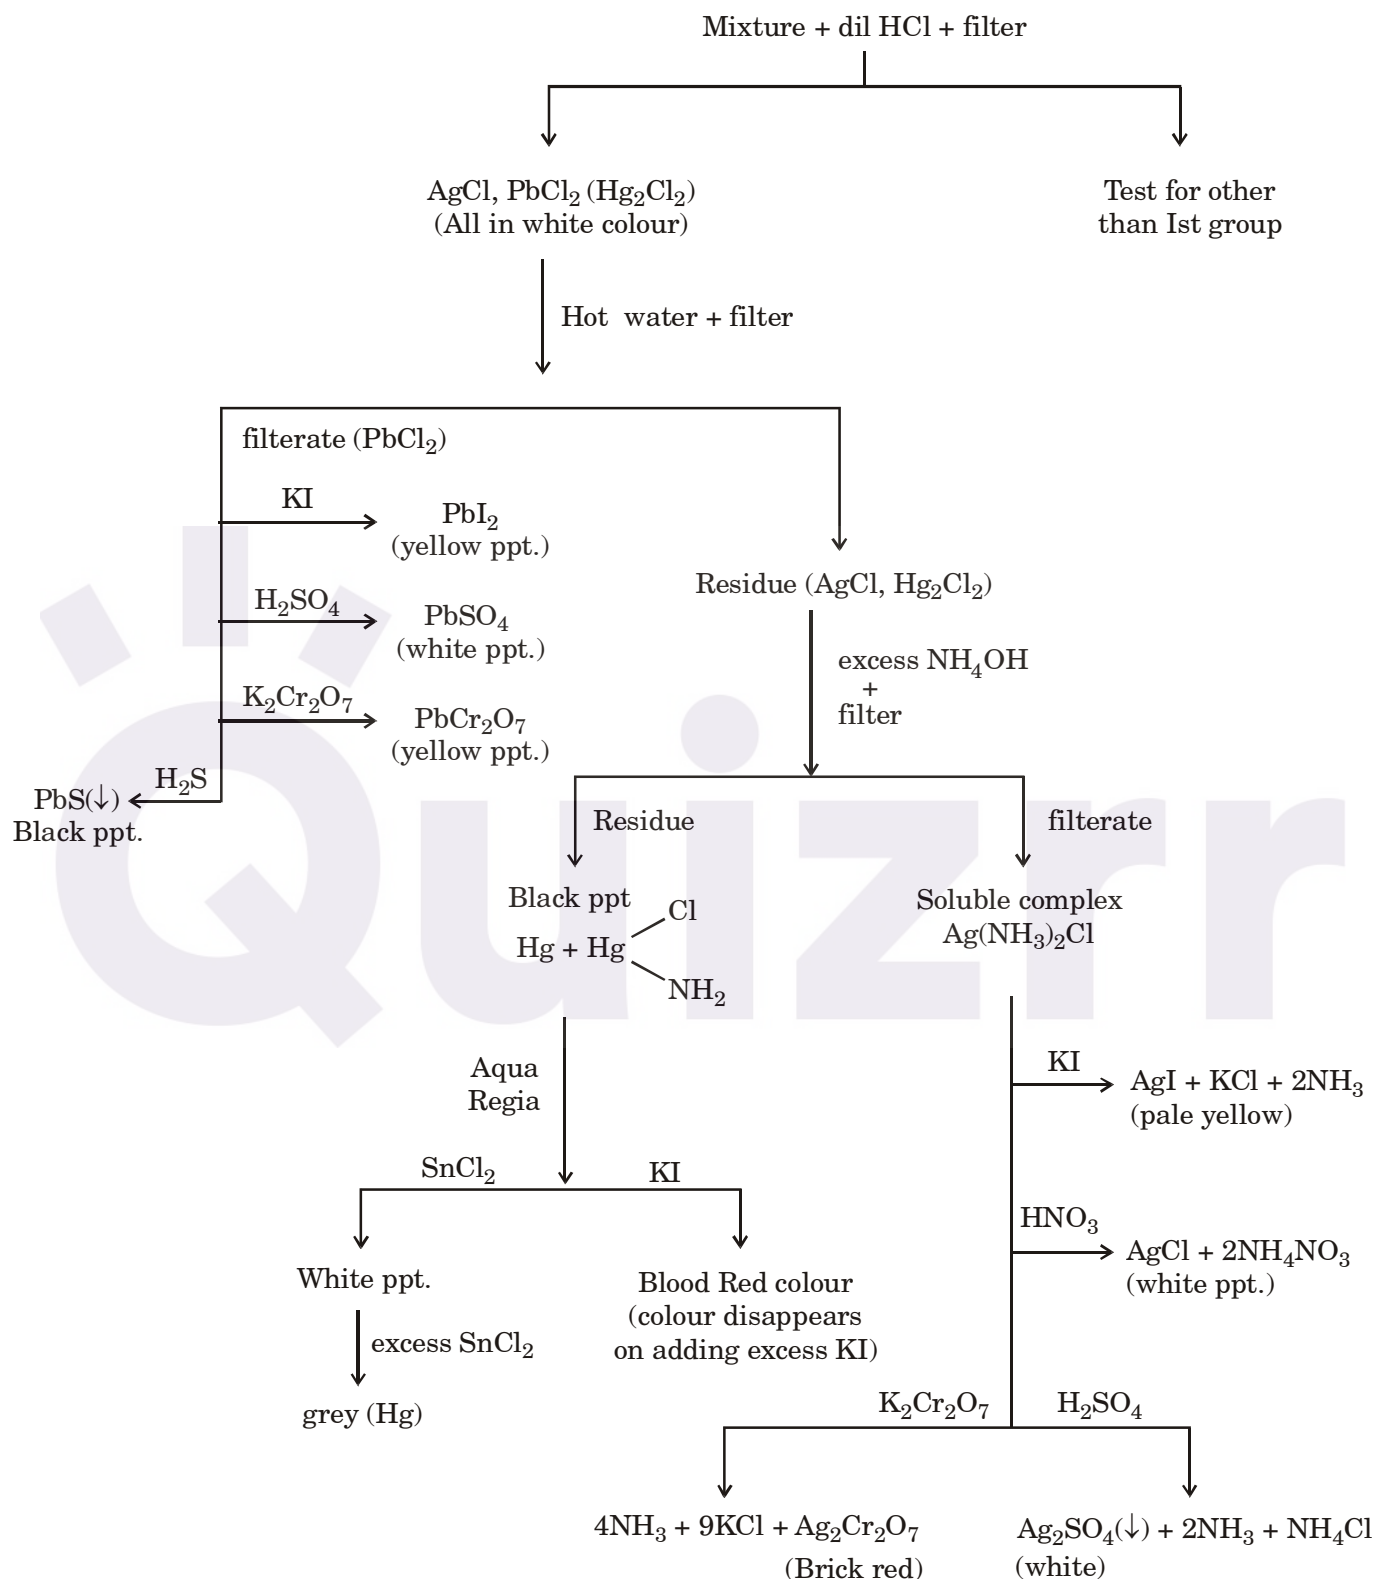 Mixture + dil HCl + filter
AgCl, PbCl₂ (Hg₂Cl₂)
(All in white colour)
Test for other
than Ist group
Hot water + filter
filterate (PbCl₂)
KI
PbI₂
(yellow ppt.)
H₂SO₄
PbSO₄
(white ppt.)
K₂Cr₂O₇
PbCr₂O₇
(yellow ppt.)
H₂S
PbS(↓)
Black ppt.
Residue (AgCl, Hg₂Cl₂)
excess NH₄OH
+
filter
Residue
filterate
Black ppt
Hg + Hg
Cl
NH₂
Soluble complex
Ag(NH₃)₂Cl
Aqua
Regia
SnCl₂
KI
White ppt.
excess SnCl₂
grey (Hg)
Blood Red colour
(colour disappears
on adding excess KI)
KI
AgI + KCl + 2NH₃
(pale yellow)
HNO₃
AgCl + 2NH₄NO₃
(white ppt.)
K₂Cr₂O₇
H₂SO₄
4NH₃ + 9KCl + Ag₂Cr₂O₇
(Brick red)
Ag₂SO₄(↓) + 2NH₃ + NH₄Cl
(white)
Quizrr